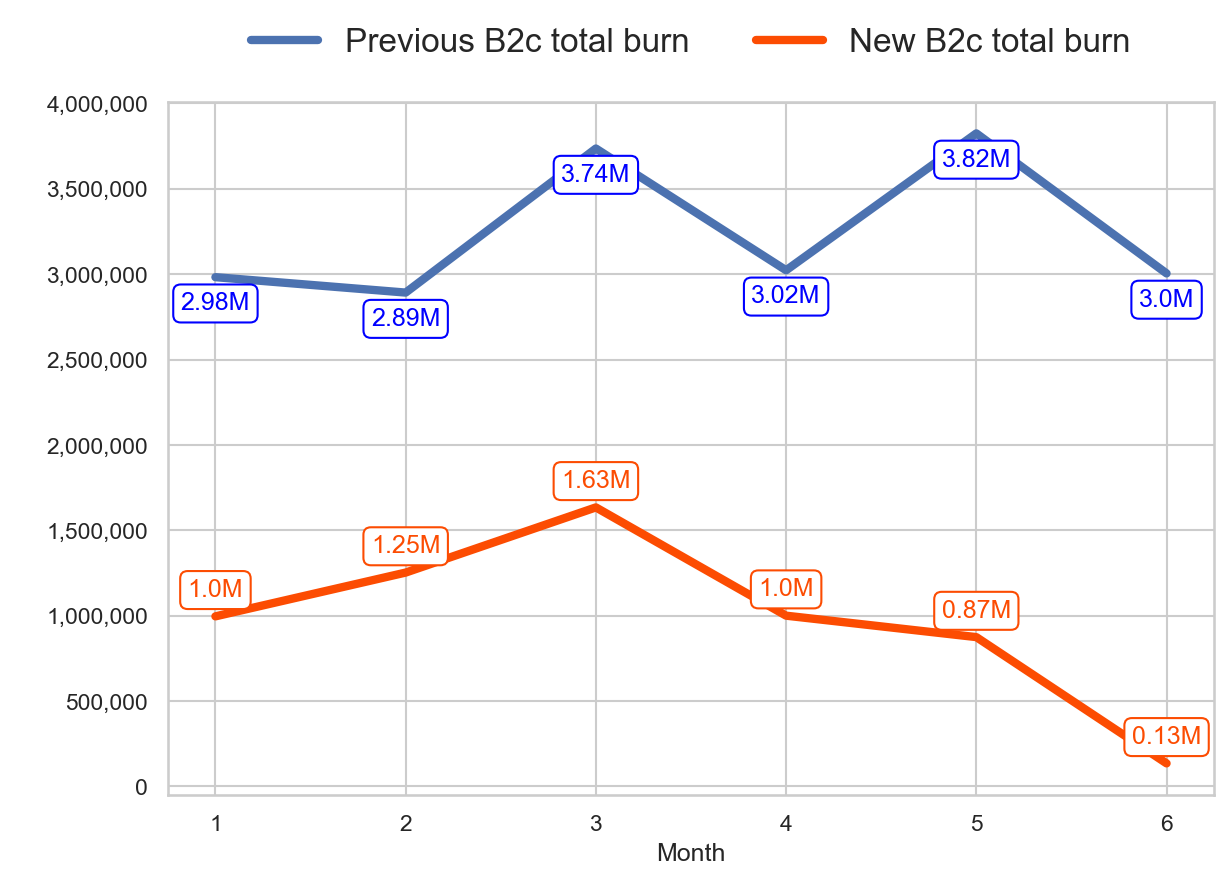 Previous B2c total burn New B2c total burn
4,000,000
3,500,000
3,000,000
2,500,000
2,000,000
1,500,000
1,000,000
500,000
0
2.98M
2.89M
3.74M
3.02M
3.82M
3.0M
1.0M
1.25M
1.63M
1.0M
0.87M
0.13M
1 2 3 4 5 6
Month